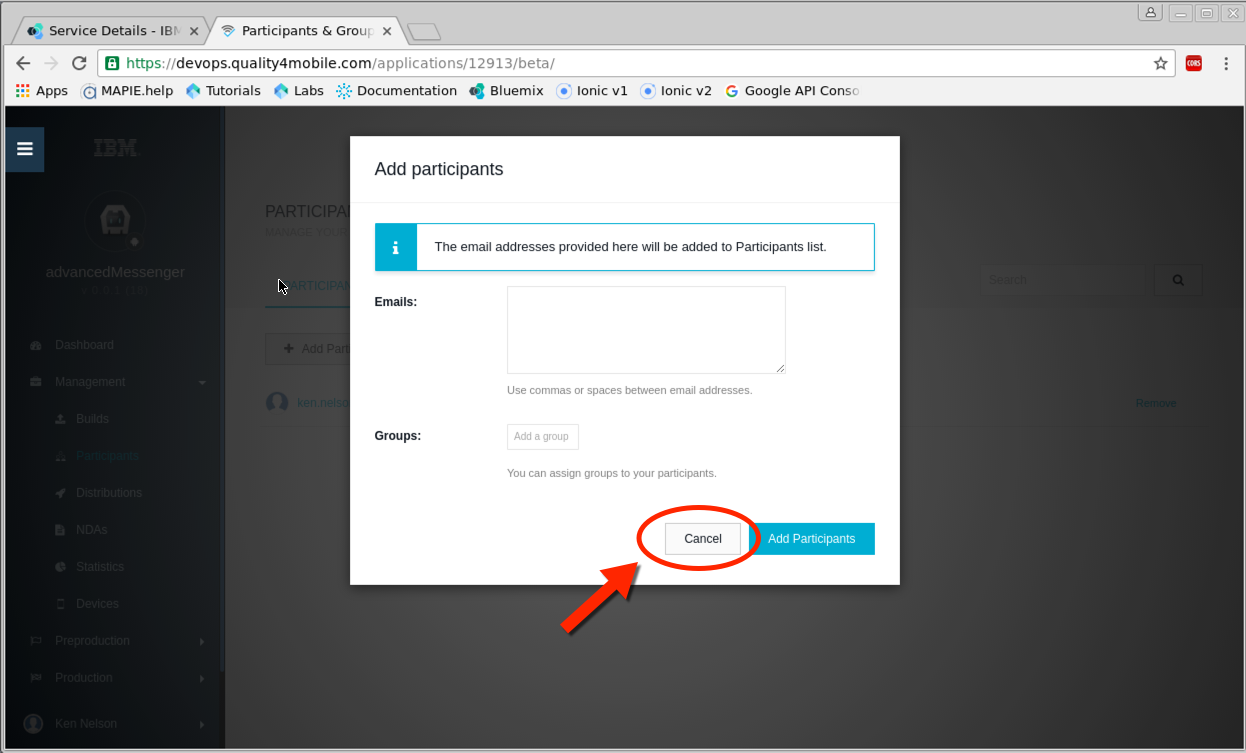 Service Details - IBM
Participants & Group
https://devops.quality4mobile.com/applications/12913/beta/
CORS
Apps
MAPIE.help
Tutorials
Labs
Documentation
Bluemix
Ionic v1
Ionic v2
Google API Conso
IBM
advancedMessenger
Dashboard
Management
Builds
Participants
Distributions
NDAs
Statistics
Devices
Preproduction
Production
Ken Nelson
PARTICIPA
MANAGE YOUR
ARTICIPAN
Search
+ Add Parti
ken.nelso
Remove
Add participants
i
The email addresses provided here will be added to Participants list.
Emails:
Use commas or spaces between email addresses.
Groups:
Add a group
You can assign groups to your participants.
Cancel
Add Participants